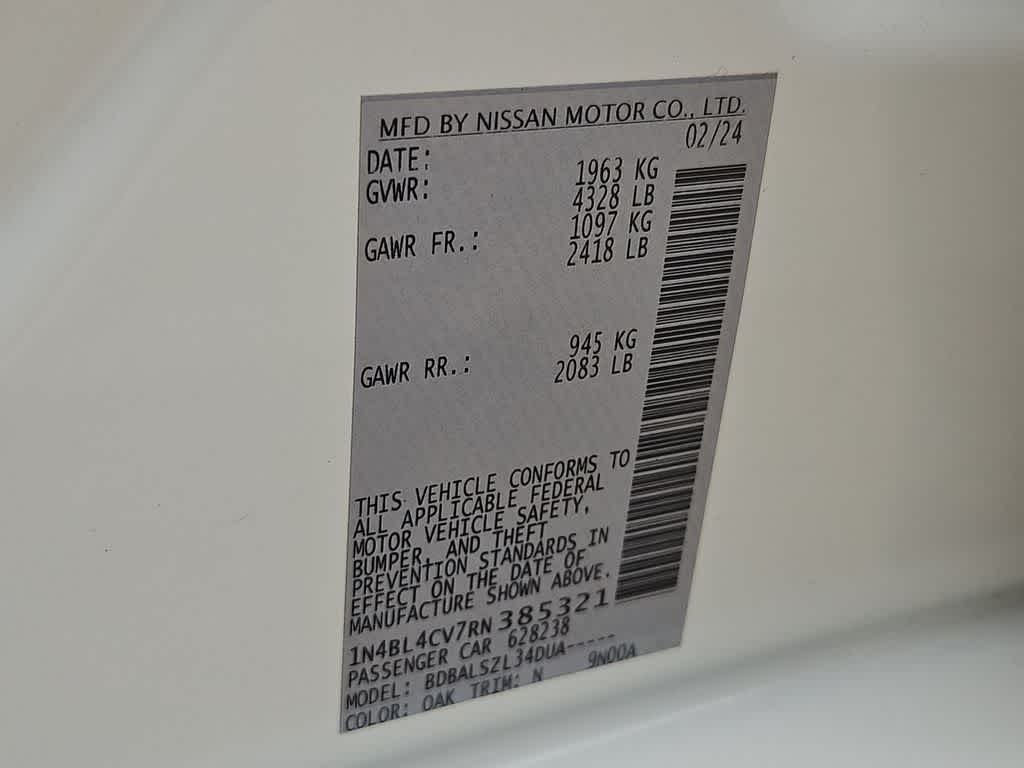 MFD BY NISSAN MOTOR CO., LTD.
DATE: 02/24
GVWR: 1963 KG
4328 LB
GAWR FR.: 1097 KG
2418 LB
GAWR RR.: 945 KG
2083 LB
THIS VEHICLE CONFORMS TO
ALL APPLICABLE FEDERAL
MOTOR VEHICLE SAFETY,
BUMPER, AND THEFT
PREVENTION STANDARDS IN
EFFECT ON THE DATE OF
MANUFACTURE SHOWN ABOVE.
1N4BL4CV7RN385321
PASSENGER CAR 628238
MODEL: BDBALSZL34DUA-----
COLOR: QAK TRIM: N 9N00A